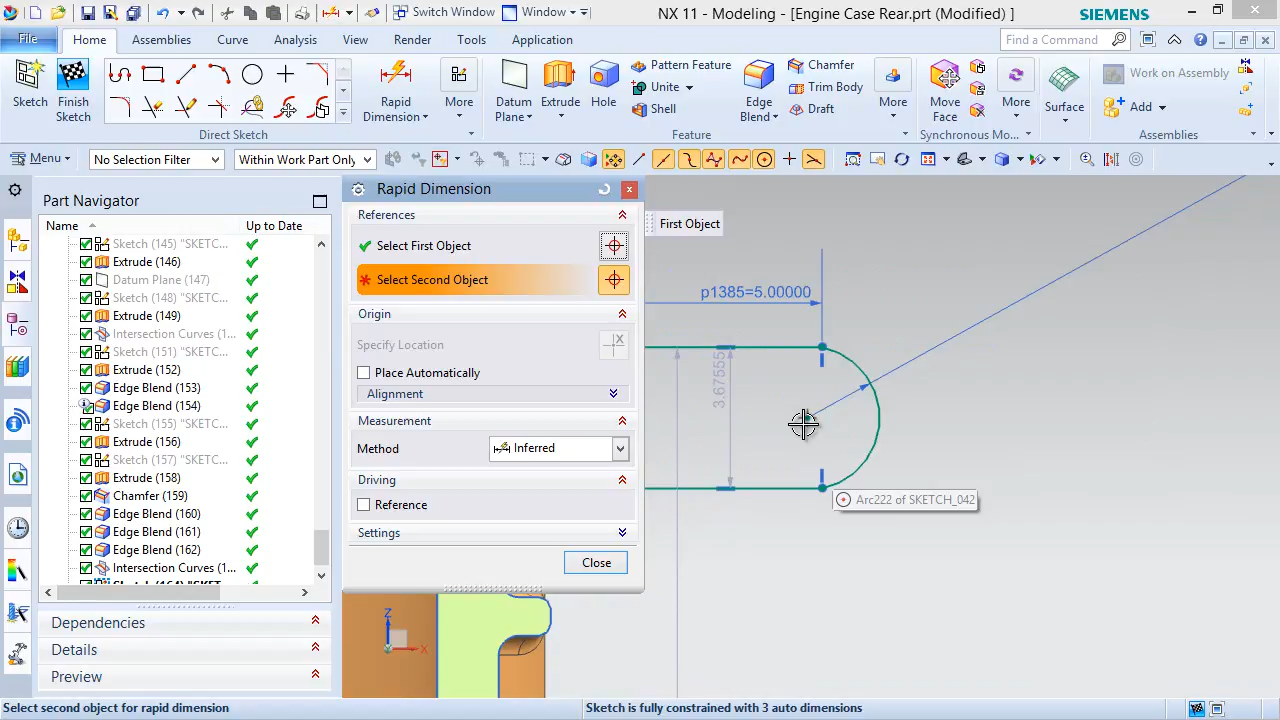 NX 11 - Modeling - [Engine Case Rear.prt (Modified) ]
SIEMENS
Switch Window
Window
File
Home
Assemblies
Curve
Analysis
View
Render
Tools
Application
Find a Command
Sketch
Finish Sketch
Direct Sketch
Rapid Dimension
More
Datum Plane
Extrude
Hole
Pattern Feature
Unite
Shell
Edge Blend
Chamfer
Trim Body
Draft
More
Feature
Move Face
More
Synchronous Mo...
Surface
Work on Assembly
Add
Assemblies
Menu
No Selection Filter
Within Work Part Only
Part Navigator
Name
Up to Date
Sketch (145) "SKETC...
Extrude (146)
Datum Plane (147)
Sketch (148) "SKETC...
Extrude (149)
Intersection Curves (1...
Sketch (151) "SKETC...
Extrude (152)
Edge Blend (153)
Edge Blend (154)
Sketch (155) "SKETC...
Extrude (156)
Sketch (157) "SKETC...
Extrude (158)
Chamfer (159)
Edge Blend (160)
Edge Blend (161)
Edge Blend (162)
Intersection Curves (1...
Sketch (164) "SKET...
Dependencies
Details
Preview
Rapid Dimension
References
Select First Object
Select Second Object
Origin
Specify Location
Place Automatically
Alignment
Measurement
Method
Inferred
Driving
Reference
Settings
Close
First Object
p1385=5.00000
3.67555
Arc222 of SKETCH_042
Z
X
Select second object for rapid dimension
Sketch is fully constrained with 3 auto dimensions